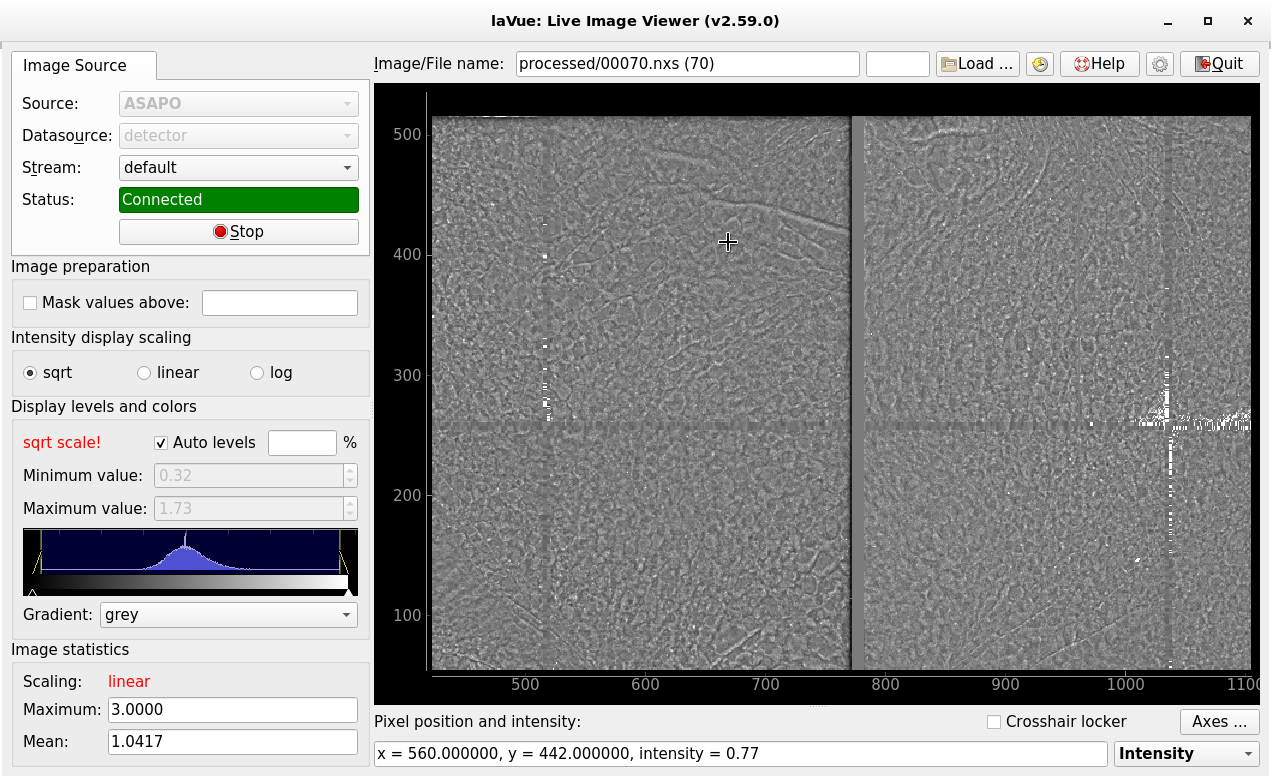 laVue: Live Image Viewer (v2.59.0)
Image Source
Image/File name: processed/00070.nxs (70) Load ... Help Quit
Source: ASAPO
Datasource: detector
Stream: default
Status: Connected
Stop
Image preparation
Mask values above:
Intensity display scaling
sqrt linear log
Display levels and colors
sqrt scale! Auto levels %
Minimum value: 0.32
Maximum value: 1.73
Gradient: grey
Image statistics
Scaling: linear
Maximum: 3.0000
Mean: 1.0417
500
400
300
200
100
500 600 700 800 900 1000 1100
Pixel position and intensity: Crosshair locker Axes ...
x = 560.000000, y = 442.000000, intensity = 0.77 Intensity